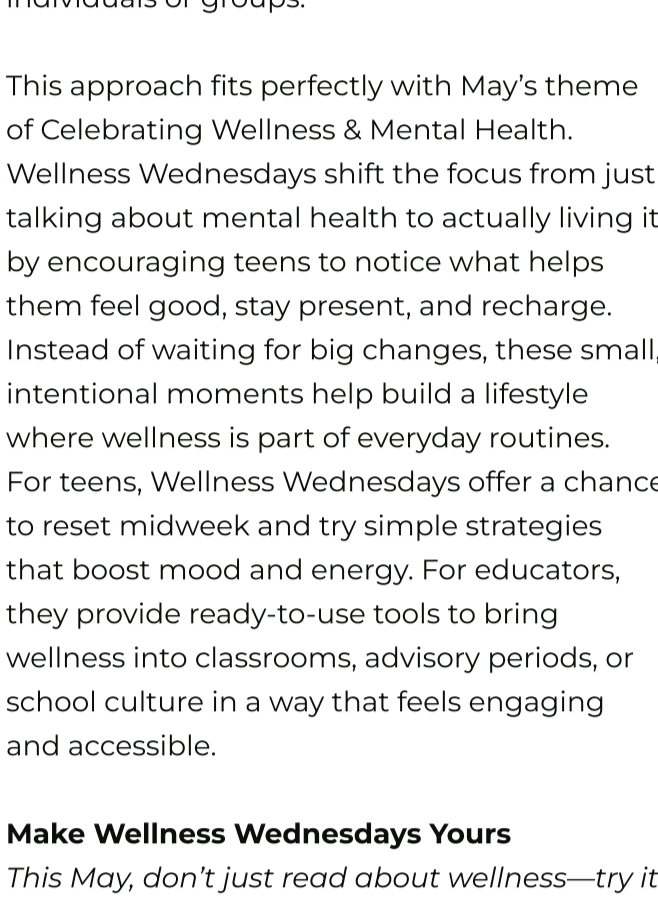 individuals or groups.
This approach fits perfectly with May’s theme
of Celebrating Wellness & Mental Health.
Wellness Wednesdays shift the focus from just
talking about mental health to actually living it
by encouraging teens to notice what helps
them feel good, stay present, and recharge.
Instead of waiting for big changes, these small,
intentional moments help build a lifestyle
where wellness is part of everyday routines.
For teens, Wellness Wednesdays offer a chance
to reset midweek and try simple strategies
that boost mood and energy. For educators,
they provide ready-to-use tools to bring
wellness into classrooms, advisory periods, or
school culture in a way that feels engaging
and accessible.
Make Wellness Wednesdays Yours
This May, don’t just read about wellness—try it